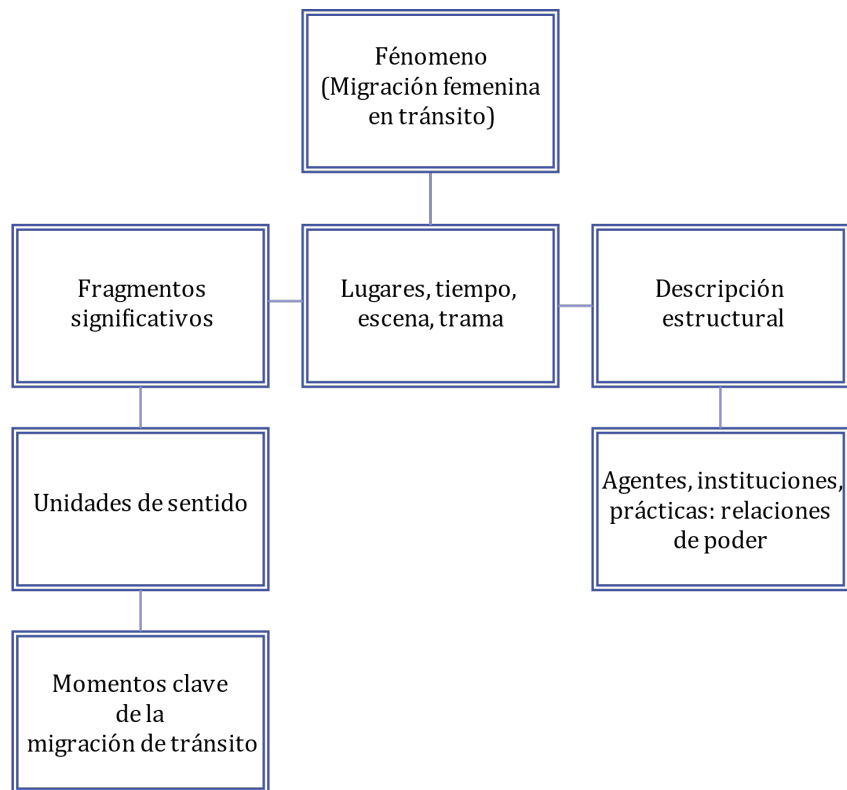 Fénomeno
(Migración femenina
en tránsito)
Fragmentos
significativos
Lugares, tiempo,
escena, trama
Descripción
estructural
Unidades de sentido
Agentes, instituciones,
prácticas: relaciones
de poder
Momentos clave
de la
migración de tránsito